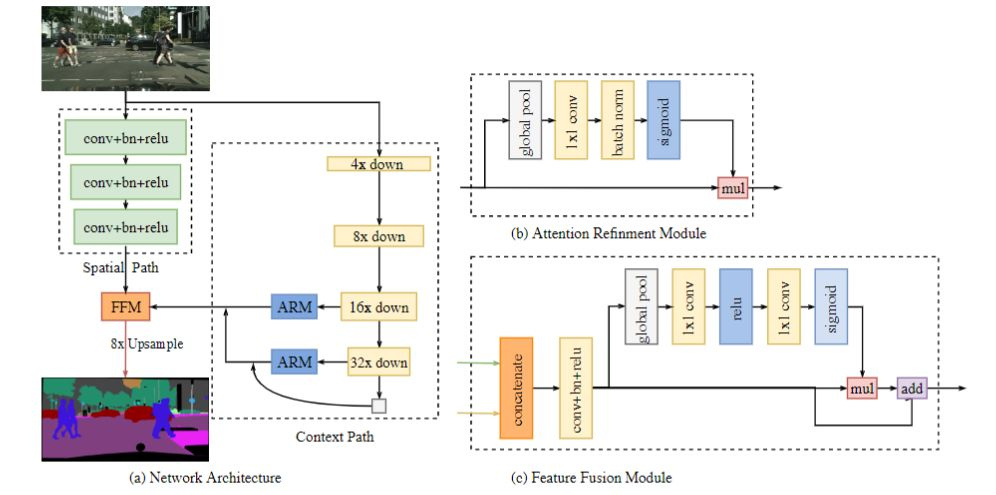 conv+bn+relu
conv+bn+relu
conv+bn+relu
Spatial Path
FFM
8x Upsample
4x down
8x down
ARM
16x down
ARM
32x down
Context Path
(a) Network Architecture
global pool
1x1 conv
batch norm
sigmoid
mul
(b) Attention Refinment Module
concatenate
conv+bn+relu
global pool
1x1 conv
relu
1x1 conv
sigmoid
mul
add
(c) Feature Fusion Module